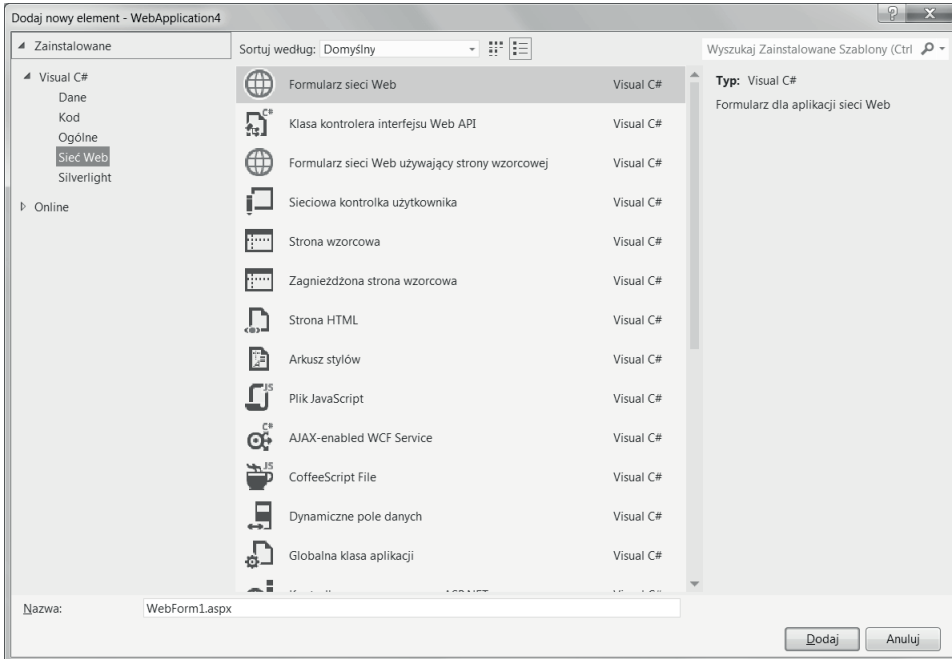 Dodaj nowy element - WebApplication4
Zainstalowane
Sortuj według: Domyślny
Wyszukaj Zainstalowane Szablony (Ctrl
Visual C#
Dane
Kod
Ogólne
Sieć Web
Silverlight
Online
Formularz sieci Web Visual C#
Klasa kontrolera interfejsu Web API Visual C#
Formularz sieci Web używający strony wzorcowej Visual C#
Sieciowa kontrolka użytkownika Visual C#
Strona wzorcowa Visual C#
Zagnieżdżona strona wzorcowa Visual C#
Strona HTML Visual C#
Arkusz stylów Visual C#
Plik JavaScript Visual C#
AJAX-enabled WCF Service Visual C#
CoffeeScript File Visual C#
Dynamiczne pole danych Visual C#
Globalna klasa aplikacji Visual C#
Typ: Visual C#
Formularz dla aplikacji sieci Web
Nazwa: WebForm1.aspx
Dodaj Anuluj